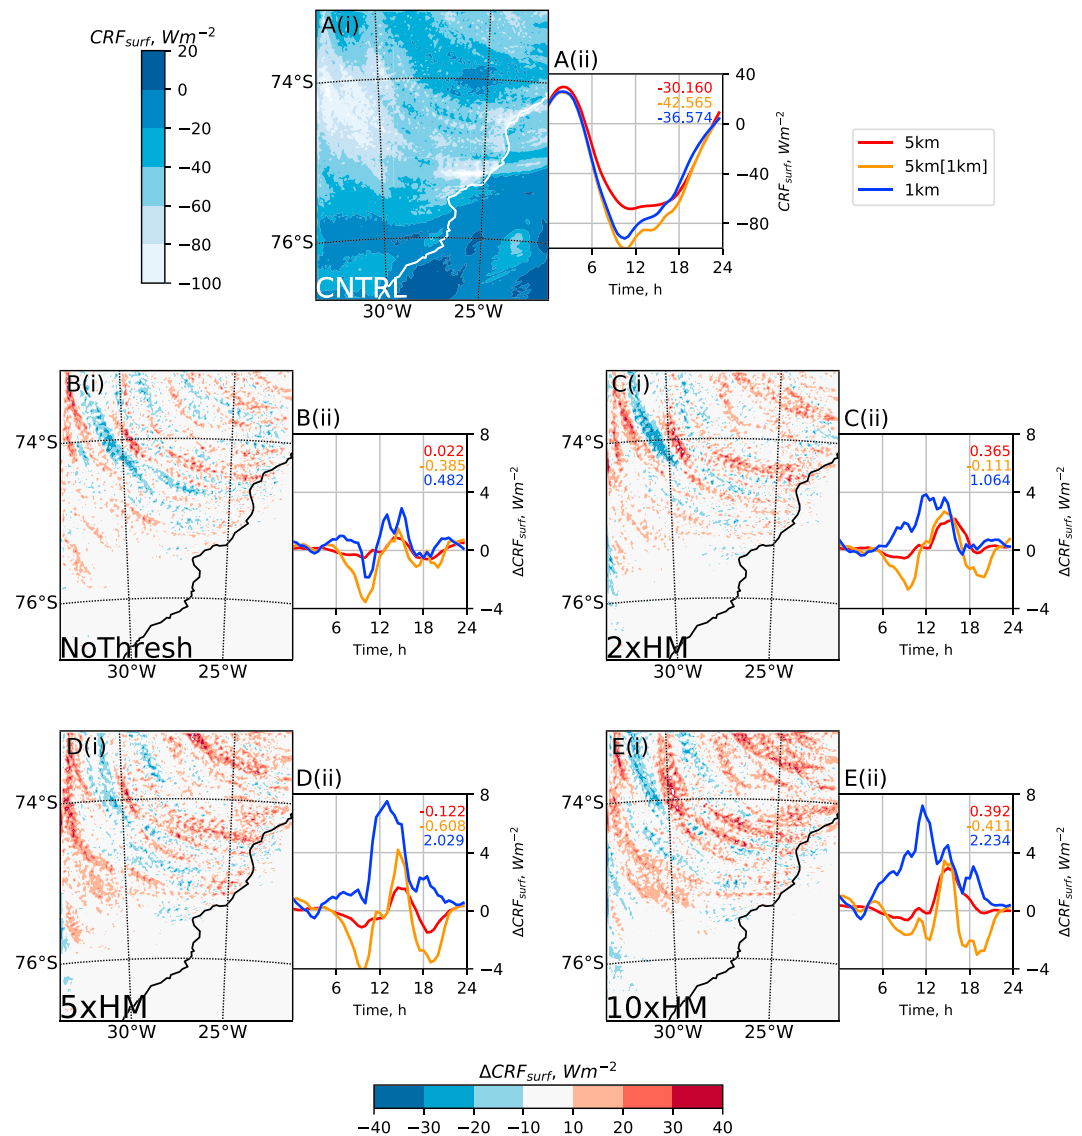 CRF_surf, Wm⁻²
20
0
−20
−40
−60
−80
−100
A(i)
74°S
76°S
CNTRL
30°W 25°W
A(ii)
-30.160
-42.565
-36.574
40
0
−40
−80
CRF_surf, Wm⁻²
6 12 18 24
Time, h
5km
5km[1km]
1km
B(i)
74°S
76°S
NoThresh
30°W 25°W
B(ii)
0.022
-0.385
0.482
8
4
0
−4
ΔCRF_surf, Wm⁻²
6 12 18 24
Time, h
C(i)
74°S
76°S
2xHM
30°W 25°W
C(ii)
0.365
-0.111
1.064
8
4
0
−4
ΔCRF_surf, Wm⁻²
6 12 18 24
Time, h
D(i)
74°S
76°S
5xHM
30°W 25°W
D(ii)
-0.122
-0.608
2.029
8
4
0
−4
ΔCRF_surf, Wm⁻²
6 12 18 24
Time, h
E(i)
74°S
76°S
10xHM
30°W 25°W
E(ii)
0.392
-0.411
2.234
8
4
0
−4
ΔCRF_surf, Wm⁻²
6 12 18 24
Time, h
ΔCRF_surf, Wm⁻²
−40 −30 −20 −10 10 20 30 40